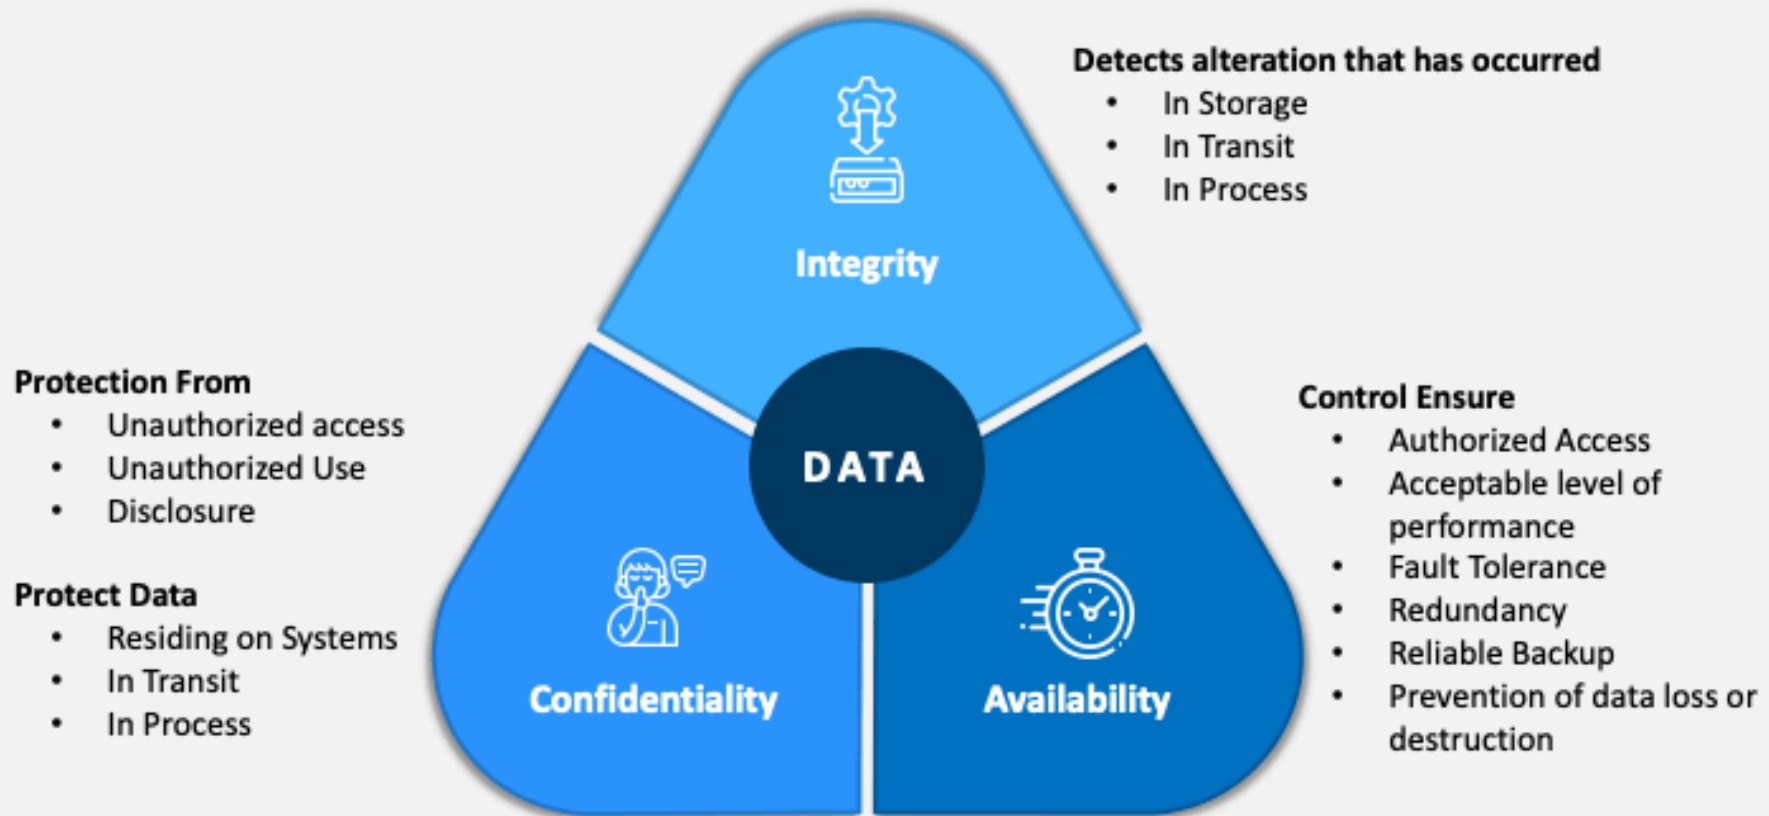 Detects alteration that has occurred
• In Storage
• In Transit
• In Process
Integrity
Protection From
• Unauthorized access
• Unauthorized Use
• Disclosure
Protect Data
• Residing on Systems
• In Transit
• In Process
DATA
Confidentiality
Availability
Control Ensure
• Authorized Access
• Acceptable level of
performance
• Fault Tolerance
• Redundancy
• Reliable Backup
• Prevention of data loss or
destruction